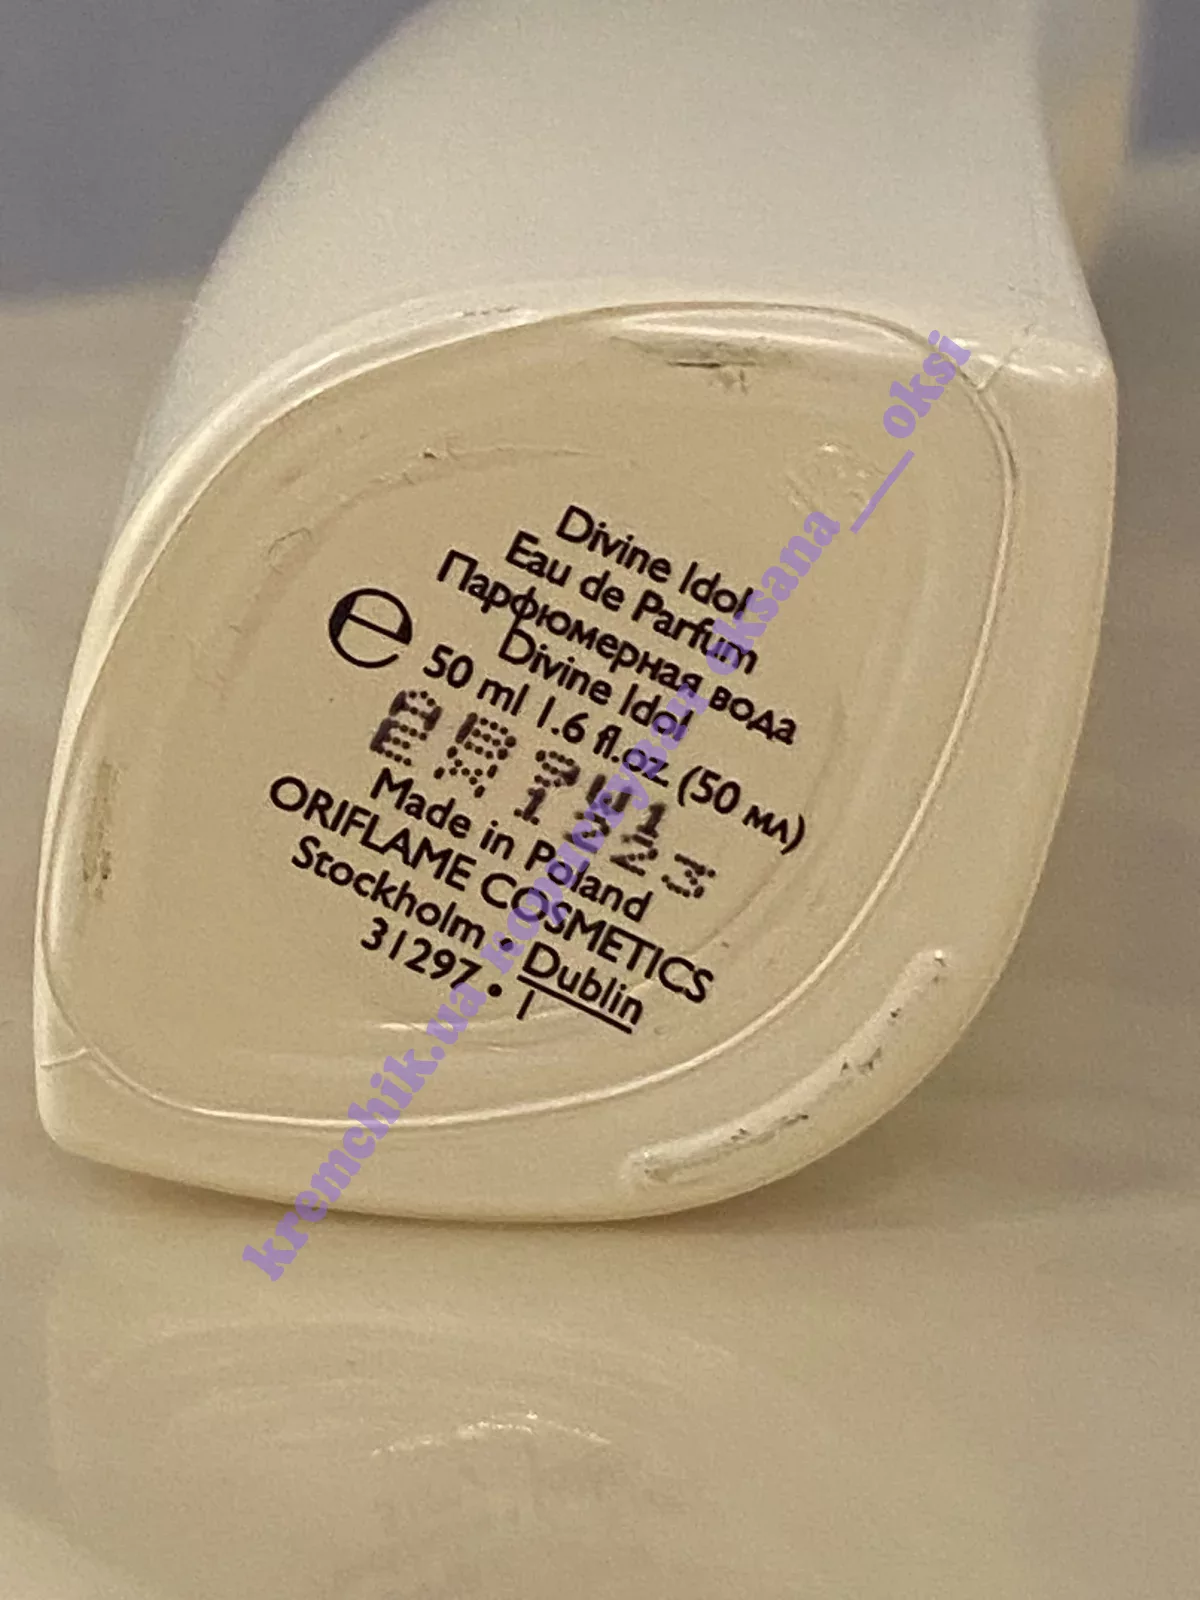 Divine Idol
Eau de Parfum
Парфюмерная вода
Divine Idol
e 50 ml 1.6 fl.oz. (50 мл)
Made in Poland
ORIFLAME COSMETICS
Stockholm • Dublin
31297 • 1
kremchik.ua користувач oksana___oksi